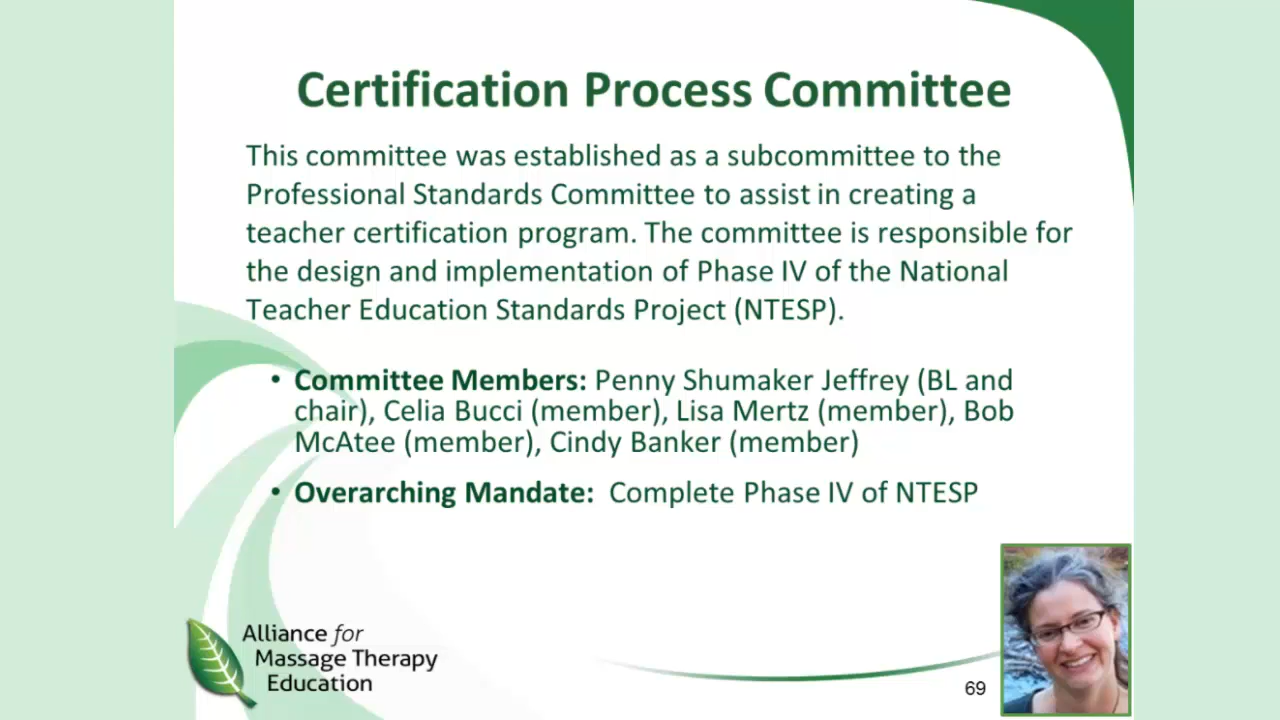 Certification Process Committee
This committee was established as a subcommittee to the
Professional Standards Committee to assist in creating a
teacher certification program. The committee is responsible for
the design and implementation of Phase IV of the National
Teacher Education Standards Project (NTESP).
• Committee Members: Penny Shumaker Jeffrey (BL and
chair), Celia Bucci (member), Lisa Mertz (member), Bob
McAtee (member), Cindy Banker (member)
• Overarching Mandate: Complete Phase IV of NTESP
Alliance for
Massage Therapy
Education
69